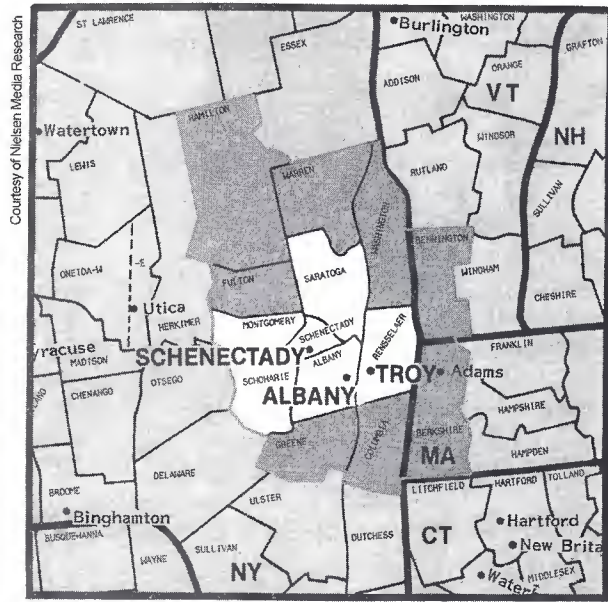 Courtesy of Nielsen Media Research
ST LAWRENCE
ESSEX
Burlington
WASHINGTON
GRAFTON
ADDISON
ORANGE
VT
HAMILTON
Watertown
LEWIS
WARREN
WASHINGTON
RUTLAND
WINDSOR
NH
SULLIVAN
ONEIDA-W
-E
FULTON
SARATOGA
BENNINGTON
WINDHAM
CHESHIRE
Utica
HERKIMER
MONTGOMERY
SCHENECTADY
RENSSELAER
FRANKLIN
yracuse
MADISON
SCHENECTADY
ALBANY
TROY
Adams
CHENANGO
OTSEGO
SCHOHARIE
ALBANY
HAMPSHIRE
GREENE
COLUMBIA
BERKSHIRE
MA
HAMPDEN
DELAWARE
BROOME
ULSTER
LITCHFIELD
HARTFORD
TOLLAND
Binghamton
DUTCHESS
CT
Hartford
SUSQUEHANNA
WAYNE
SULLIVAN
NY
New Brita
Water
MIDDLESEX